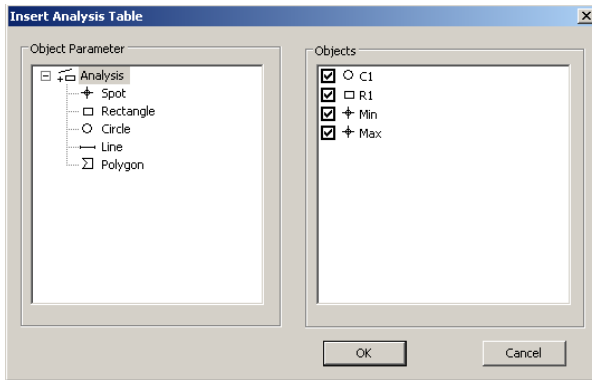 Insert Analysis Table
Object Parameter
Analysis
Spot
Rectangle
Circle
Line
Polygon
Objects
C1
R1
Min
Max
OK
Cancel